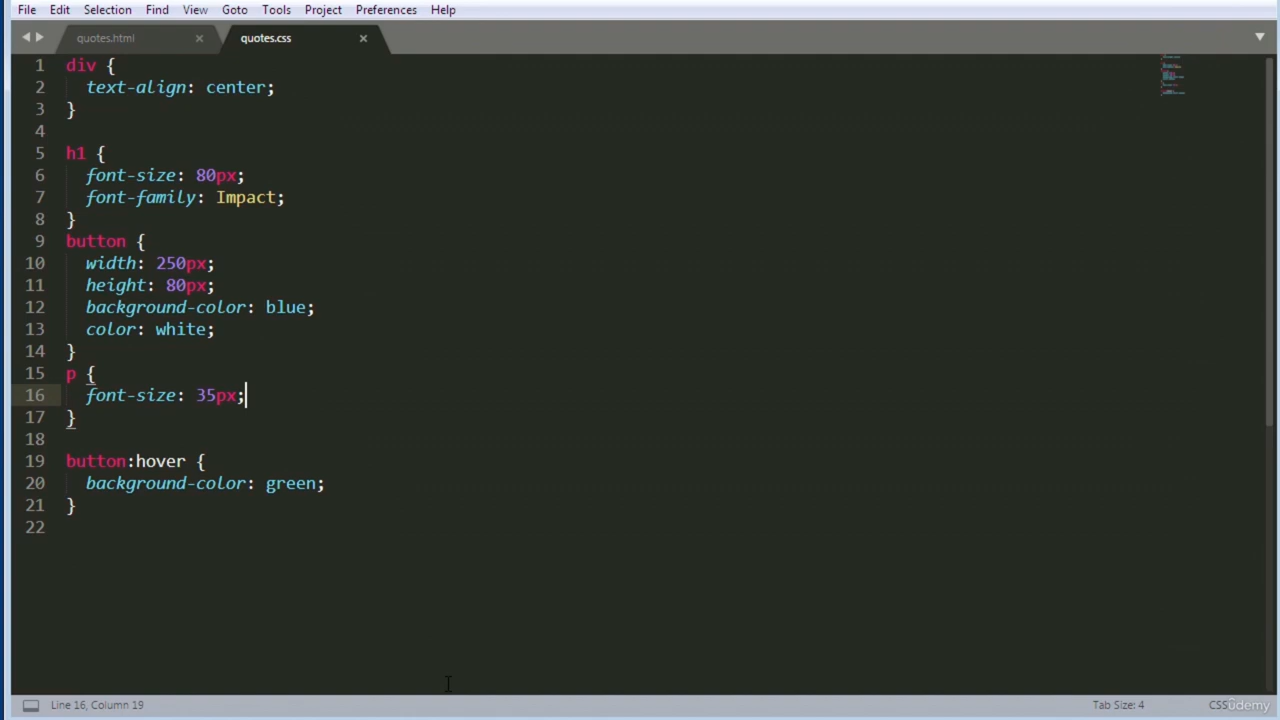 File Edit Selection Find View Goto Tools Project Preferences Help
quotes.html × quotes.css ×
1 div {
2 text-align: center;
3 }
4
5 h1 {
6 font-size: 80px;
7 font-family: Impact;
8 }
9 button {
10 width: 250px;
11 height: 80px;
12 background-color: blue;
13 color: white;
14 }
15 p {
16 font-size: 35px;
17 }
18
19 button:hover {
20 background-color: green;
21 }
22
Line 16, Column 19 Tab Size: 4 CSS ûdemy